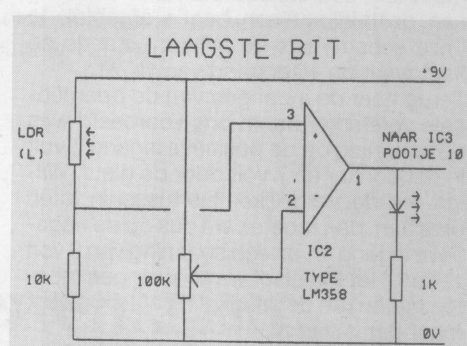 LAAGSTE BIT
+9V
LDR
(L)
3
+
NAAR IC3
POOTJE 10
1
-
2
IC2
TYPE
LM358
10K
100K
1K
0V